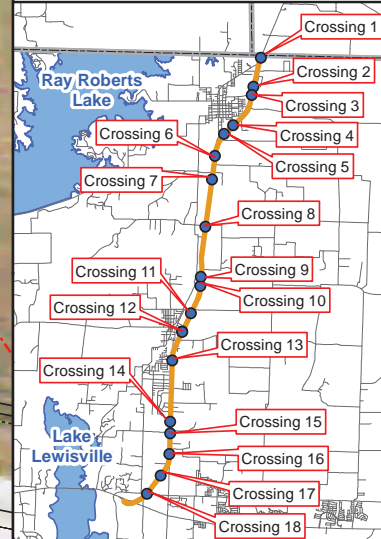 Crossing 1
Ray Roberts
Lake
Crossing 2
Crossing 3
Crossing 4
Crossing 6
Crossing 5
Crossing 7
Crossing 8
Crossing 9
Crossing 11
Crossing 10
Crossing 12
Crossing 13
Crossing 14
Crossing 15
Lake
Lewisville
Crossing 16
Crossing 17
Crossing 18